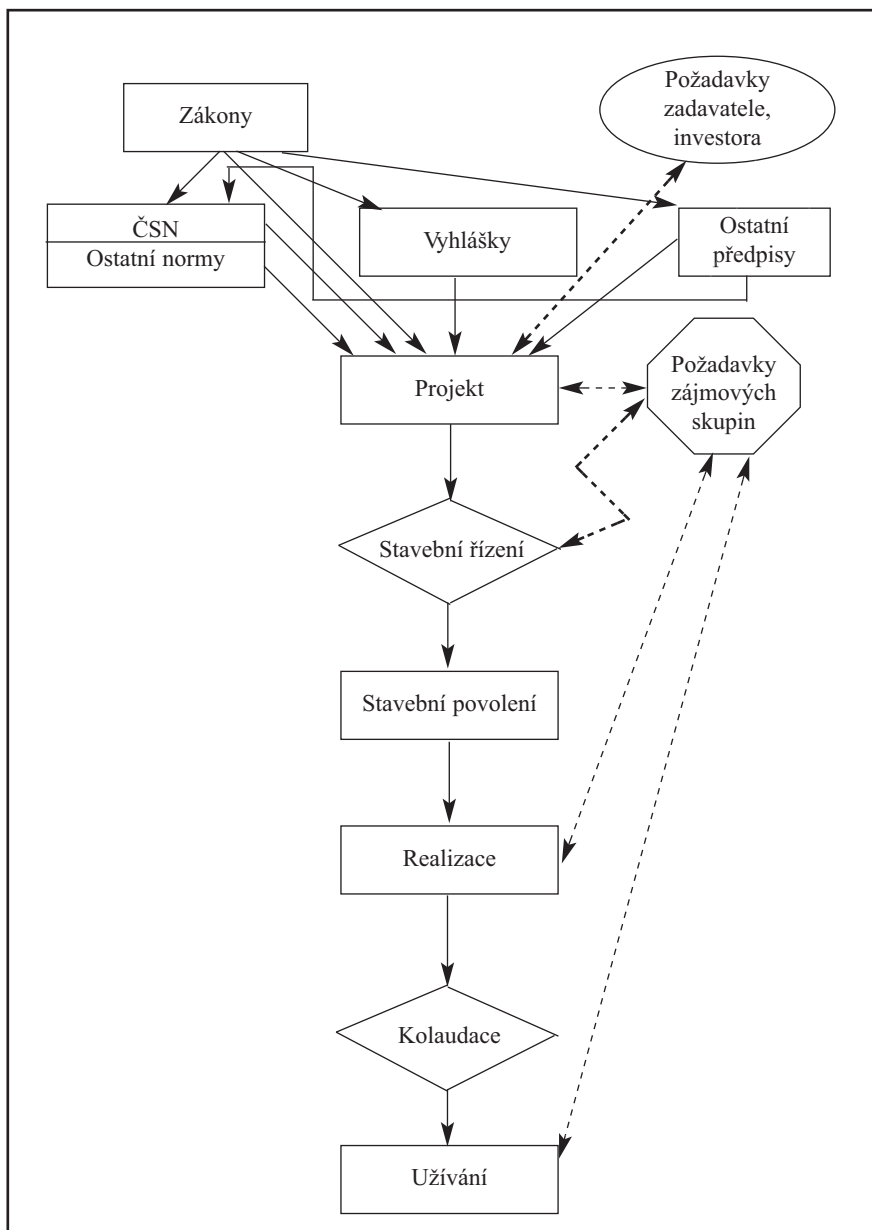 Zákony
Požadavky
zadavatele,
investora
ČSN
Ostatní normy
Vyhlášky
Ostatní
předpisy
Projekt
Požadavky
zájmových
skupin
Stavební řízení
Stavební povolení
Realizace
Kolaudace
Užívání